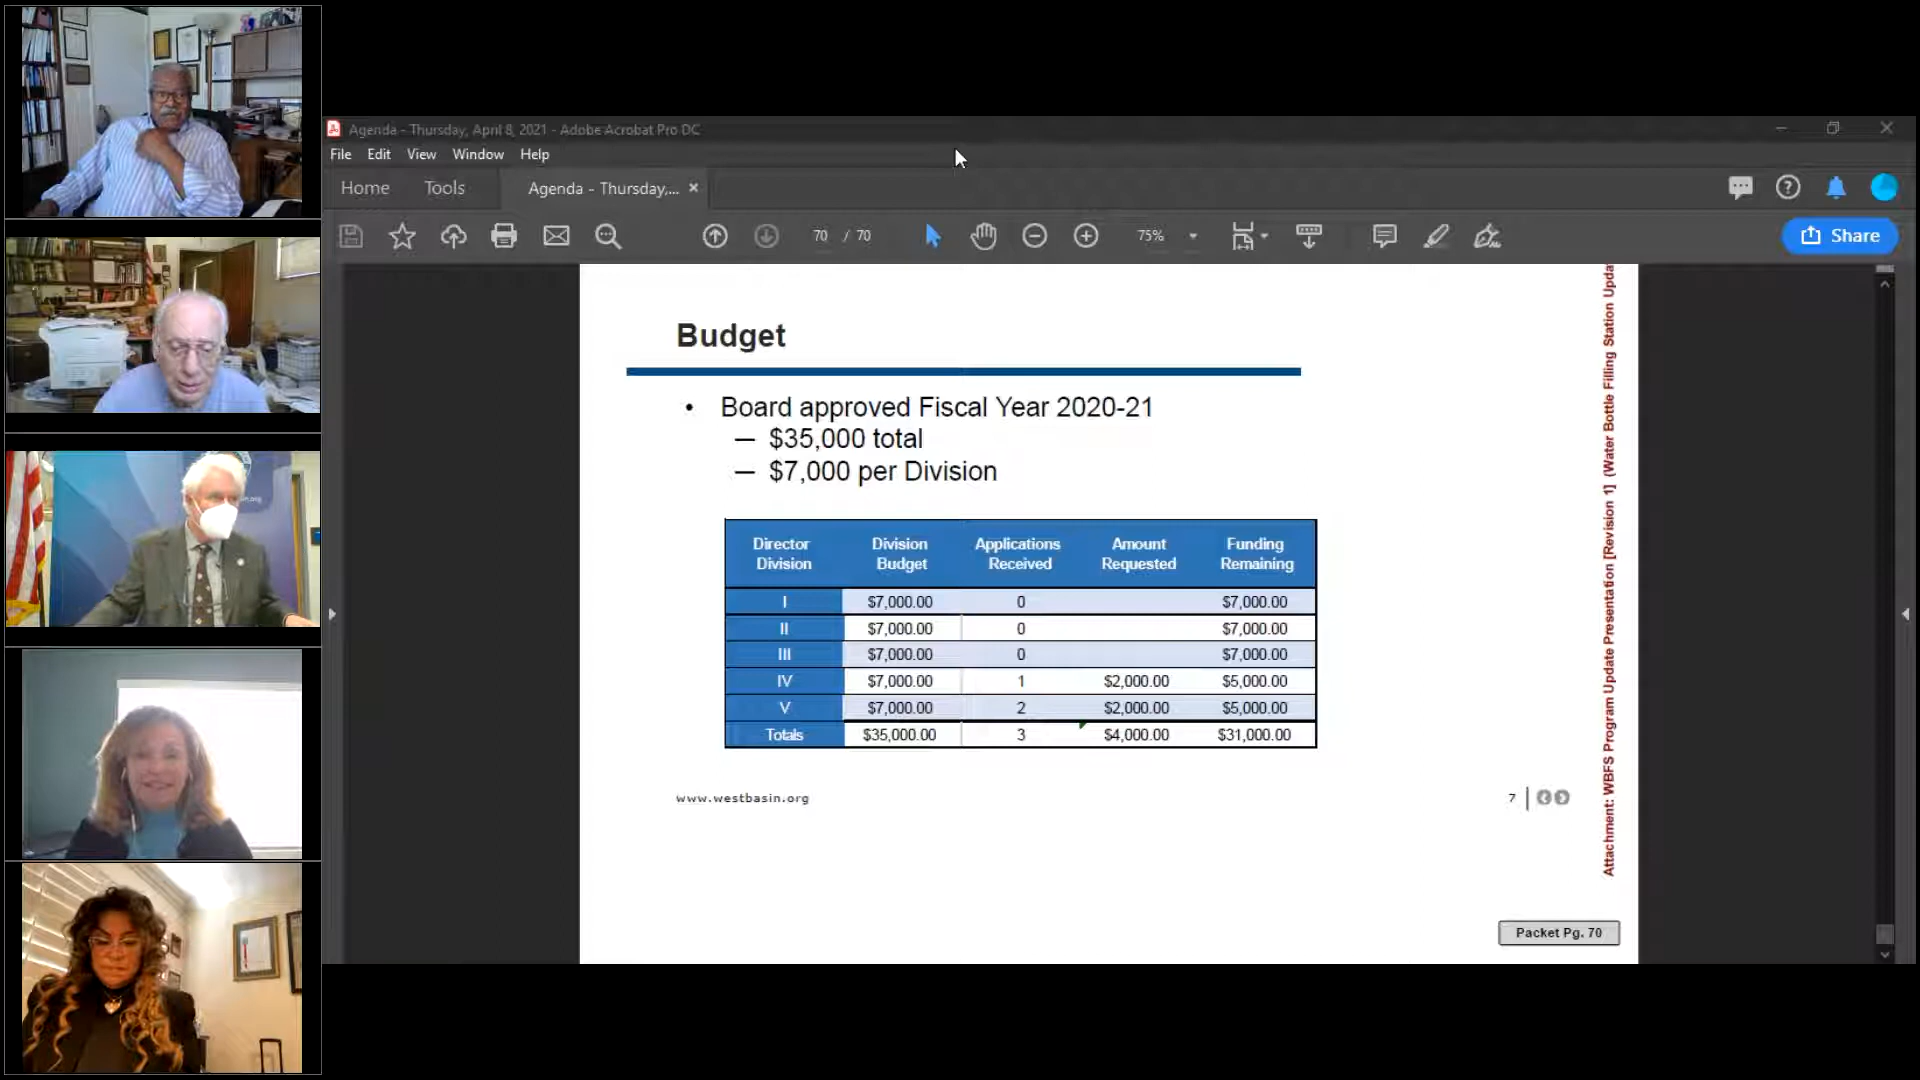 Agenda - Thursday, April 8, 2021 - Adobe Acrobat Pro DC
File Edit View Window Help
Home Tools Agenda - Thursday,... ×
70 / 70 75% Share
Budget
• Board approved Fiscal Year 2020-21
— $35,000 total
— $7,000 per Division
Director Division Division Budget Applications Received Amount Requested Funding Remaining
I $7,000.00 0 $7,000.00
II $7,000.00 0 $7,000.00
III $7,000.00 0 $7,000.00
IV $7,000.00 1 $2,000.00 $5,000.00
V $7,000.00 2 $2,000.00 $5,000.00
Totals $35,000.00 3 $4,000.00 $31,000.00
www.westbasin.org 7
Attachment: WBFS Program Update Presentation [Revision 1] (Water Bottle Filling Station
Packet Pg. 70